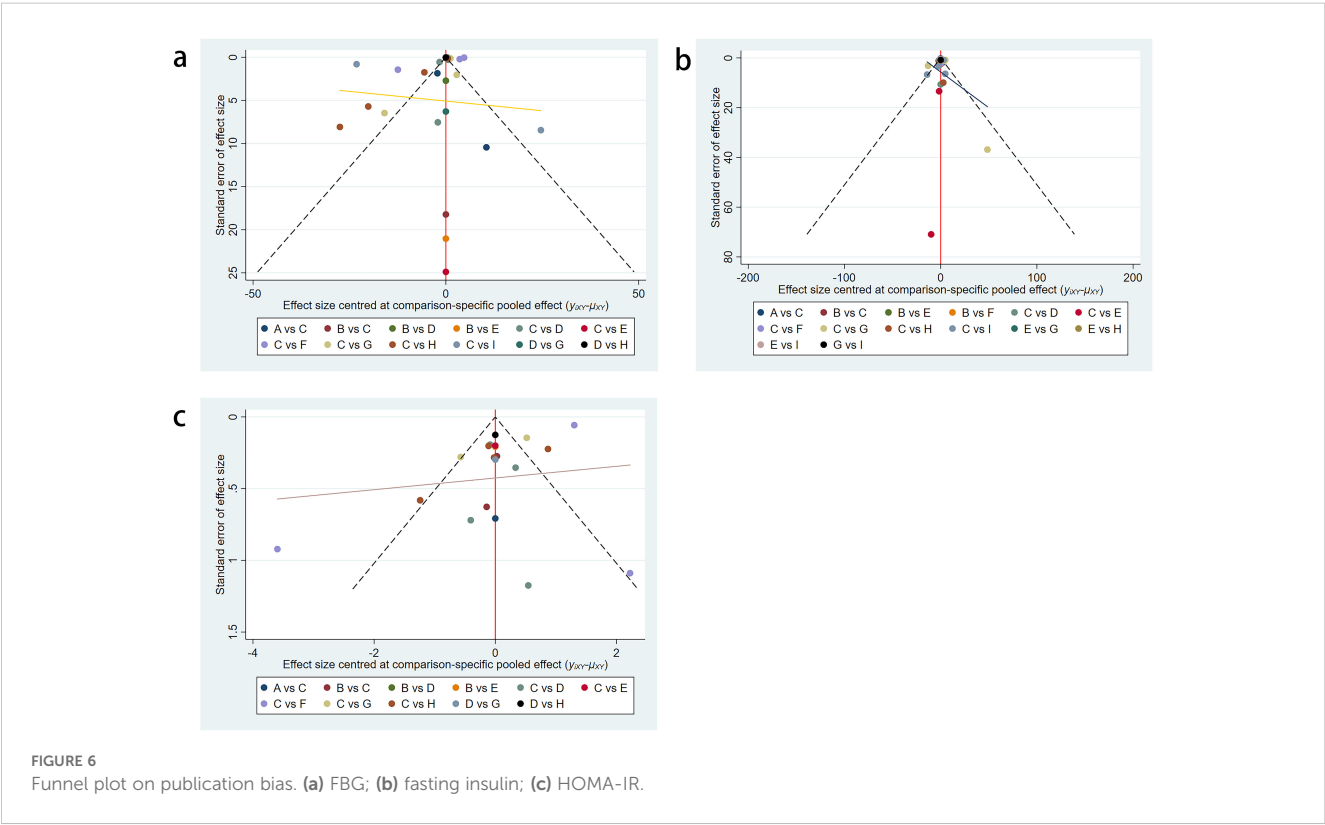 a
Standard error of effect size
0
5
10
15
20
25
-50
0
50
Effect size centred at comparison-specific pooled effect (yiXY-μXY)
A vs C B vs C B vs D B vs E C vs D C vs E
C vs F C vs G C vs H C vs I D vs G D vs H
b
Standard error of effect size
0
20
40
60
80
-200
-100
0
100
200
Effect size centred at comparison-specific pooled effect (yiXY-μXY)
A vs C B vs C B vs E B vs F C vs D C vs E
C vs F C vs G C vs H C vs I E vs G E vs H
E vs I G vs I
c
Standard error of effect size
0
.5
1
1.5
-4
-2
0
2
Effect size centred at comparison-specific pooled effect (yiXY-μXY)
A vs C B vs C B vs D B vs E C vs D C vs E
C vs F C vs G C vs H D vs G D vs H
FIGURE 6
Funnel plot on publication bias. (a) FBG; (b) fasting insulin; (c) HOMA-IR.